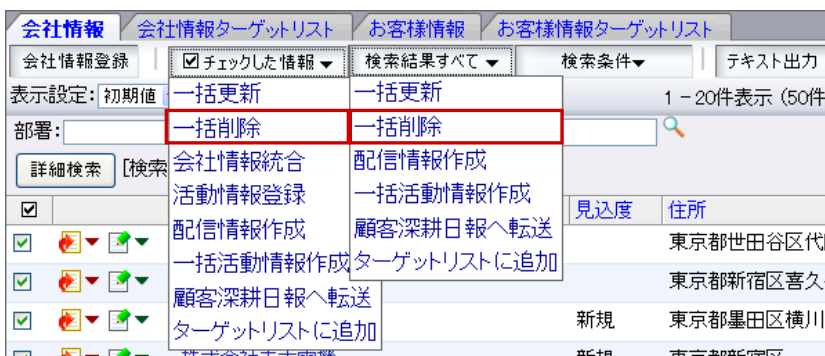 会社情報 会社情報ターゲットリスト お客様情報 お客様情報ターゲットリスト
会社情報登録 チェックした情報▼ 検索結果すべて▼ 検索条件▼ テキスト出力
表示設定: 初期値 1－20件表示 (50件
部署:
詳細検索 [検索
一括更新
一括削除
会社情報統合
活動情報登録
配信情報作成
一括活動情報作成
顧客深耕日報へ転送
ターゲットリストに追加
一括更新
一括削除
配信情報作成
一括活動情報作成
顧客深耕日報へ転送
ターゲットリストに追加
見込度 住所
東京都世田谷区代
東京都新宿区喜久
新規 東京都墨田区横川